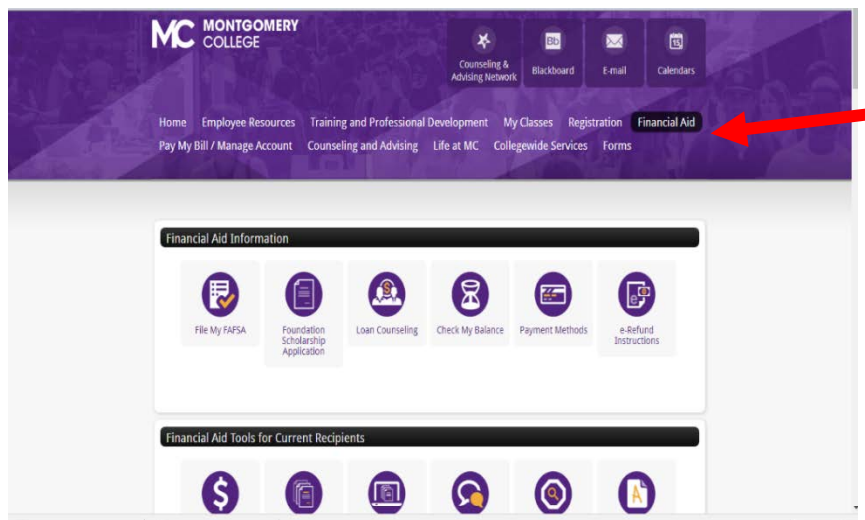 MC MONTGOMERY
COLLEGE
Counseling &
Advising Network
Bb
Blackboard
E-mail
15
Calendars
Home Employee Resources Training and Professional Development My Classes Registration Financial Aid
Pay My Bill / Manage Account Counseling and Advising Life at MC Collegewide Services Forms
Financial Aid Information
File My FAFSA
Foundation
Scholarship
Application
Loan Counseling
Check My Balance
Payment Methods
e-Refund
Instructions
Financial Aid Tools for Current Recipients